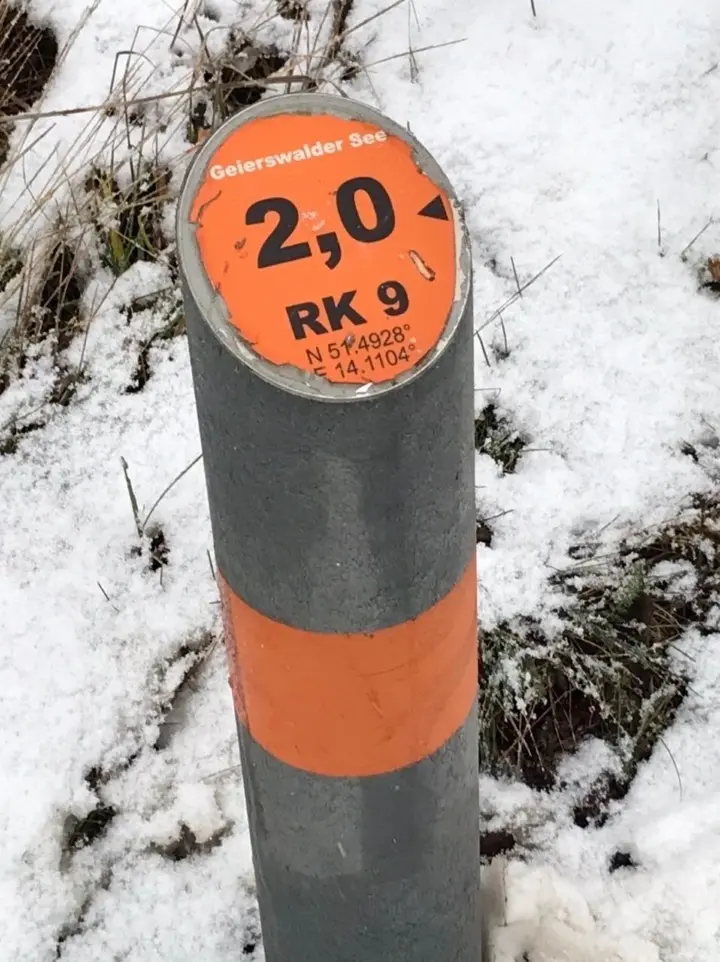 Geierswalder See
2,0
RK 9
N 51.4928°
E 14.1104°